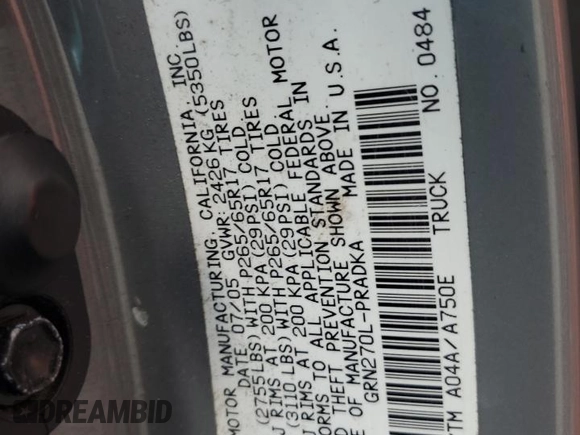 MOTOR MANUFACTURING, CALIFORNIA INC.
DATE: 07/05 GVWR: 2426 KG (5350LBS)
(2755LBS) WITH P265/65R17 TIRES
J RIMS AT 200 KPA (29PSI) COLD
(3110 LBS) WITH P265/65R17 TIRES
J RIMS AT 200 KPA (29PSI) COLD
TO ALL APPLICABLE FEDERAL MOTOR
THEFT PREVENTION STANDARDS IN
OF MANUFACTURE SHOWN ABOVE.
GRN270L-PRADKA MADE IN U.S.A.
TM A04A/A750E TRUCK NO. 0484
DREAMBID